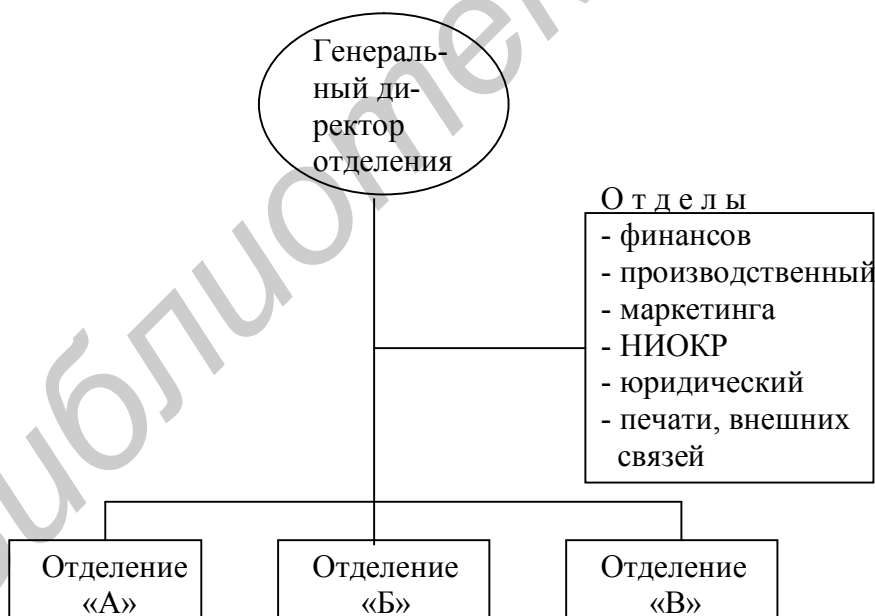 Генераль-
ный ди-
ректор
отделения
О т д е л ы
- финансов
- производственный
- маркетинга
- НИОКР
- юридический
- печати, внешних
связей
Отделение
«А»
Отделение
«Б»
Отделение
«В»